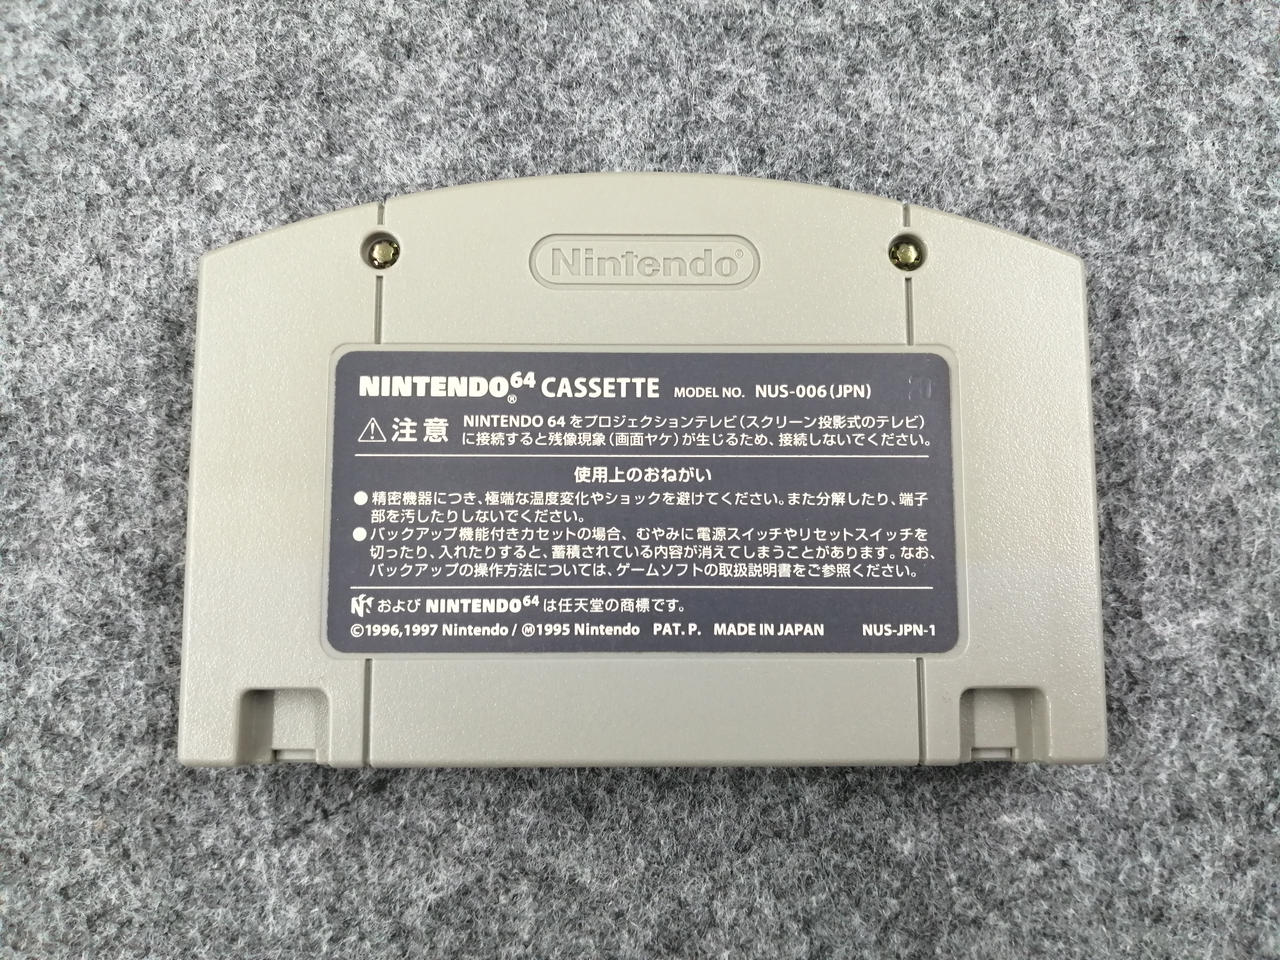 Nintendo®
NINTENDO64® CASSETTE MODEL NO. NUS-006(JPN)
⚠注意 NINTENDO 64をプロジェクションテレビ(スクリーン投影式のテレビ)
に接続すると残像現象(画面ヤケ)が生じるため、接続しないでください。
使用上のおねがい
●精密機器につき、極端な温度変化やショックを避けてください。また分解したり、端子
部を汚したりしないでください。
●バックアップ機能付きカセットの場合、むやみに電源スイッチやリセットスイッチを
切ったり、入れたりすると、蓄積されている内容が消えてしまうことがあります。なお、
バックアップの操作方法については、ゲームソフトの取扱説明書をご参照ください。
および NINTENDO64 は任天堂の商標です。
©1996,1997 Nintendo / Ⓜ1995 Nintendo PAT. P. MADE IN JAPAN NUS-JPN-1